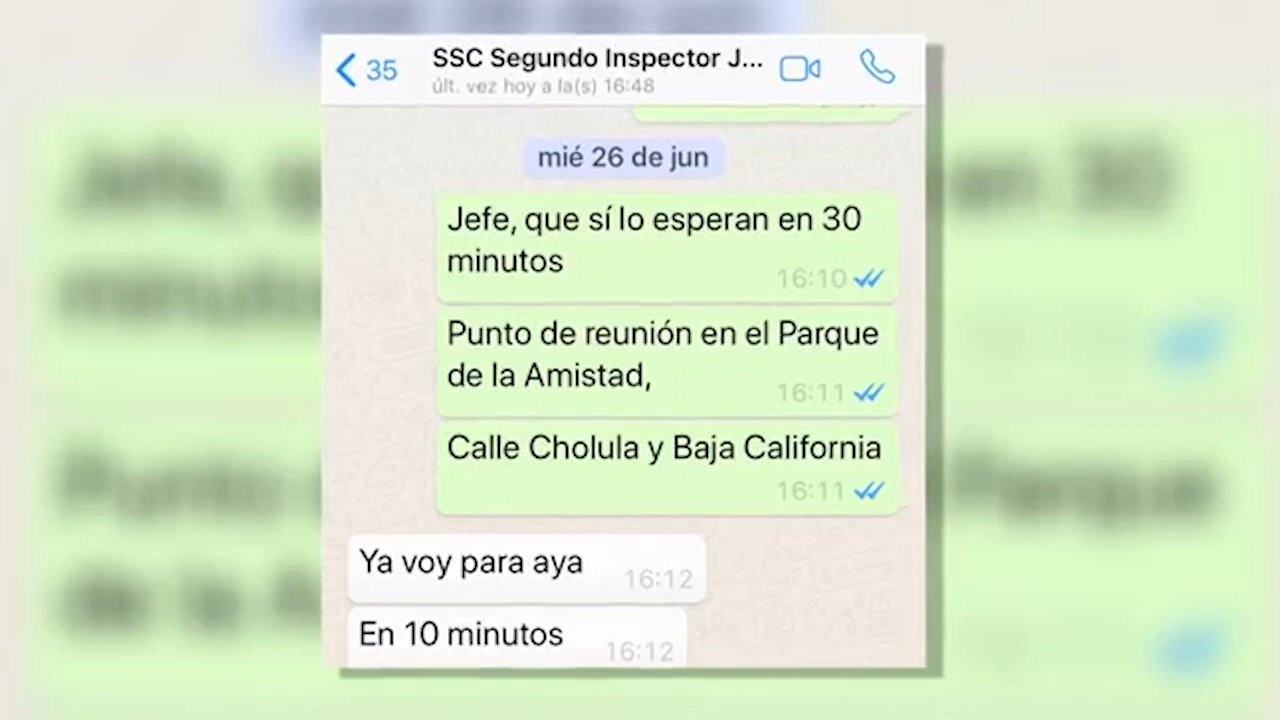 35
SSC Segundo Inspector J...
últ. vez hoy a la(s) 16:48
mié 26 de jun
Jefe, que sí lo esperan en 30
minutos
16:10
Punto de reunión en el Parque
de la Amistad,
16:11
Calle Cholula y Baja California
16:11
Ya voy para aya
16:12
En 10 minutos
16:12